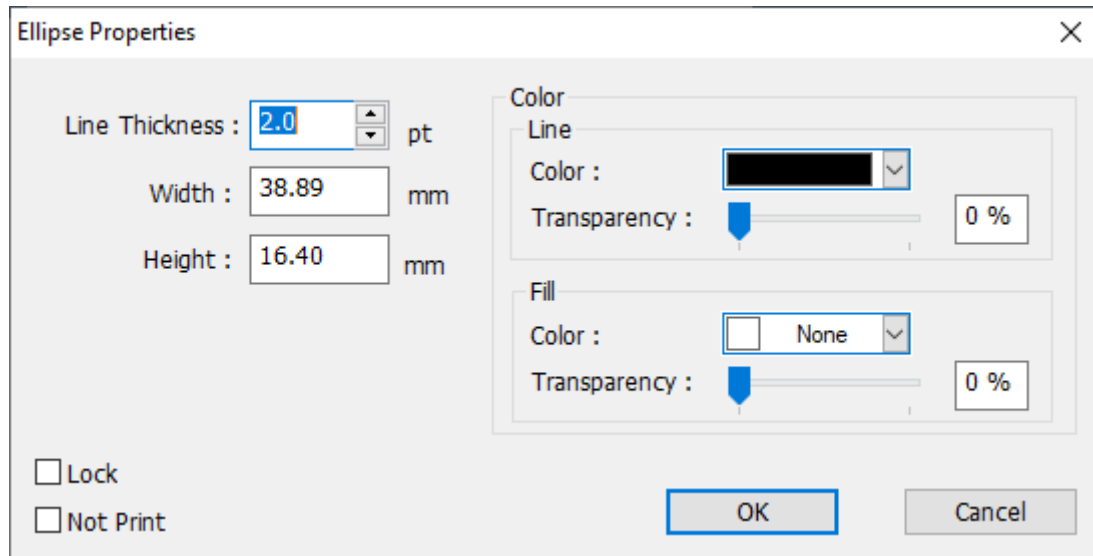 Ellipse Properties
Line Thickness : 2.0 pt
Width : 38.89 mm
Height : 16.40 mm
Color
Line
Color :
Transparency : 0 %
Fill
Color : None
Transparency : 0 %
Lock
Not Print
OK Cancel